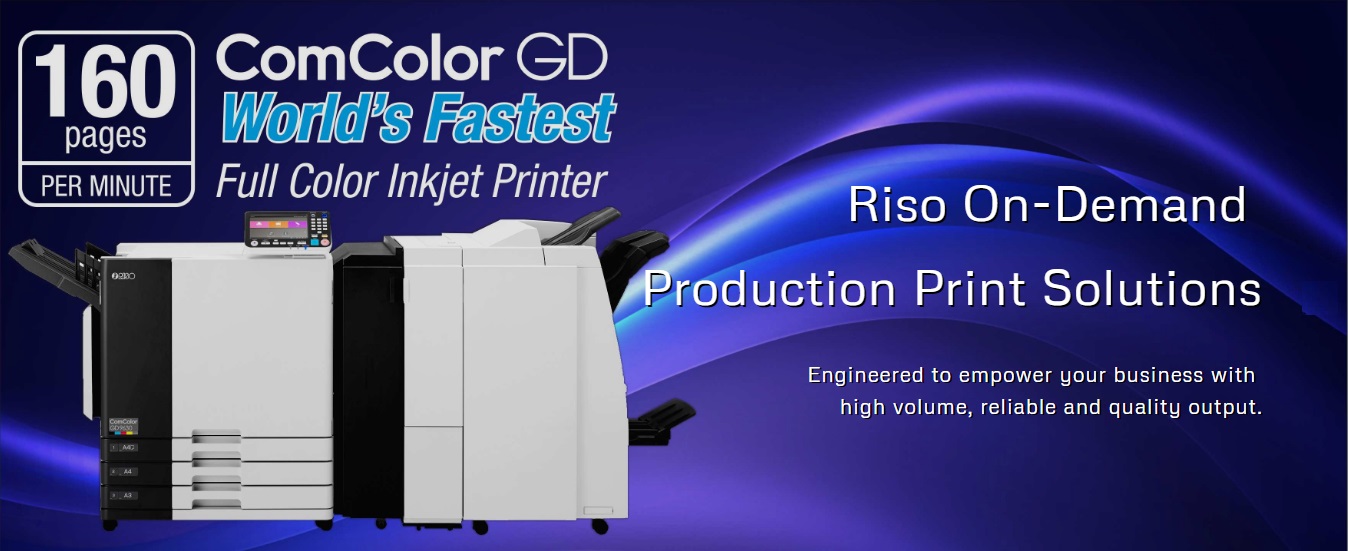 160
pages
PER MINUTE
ComColor GD
World's Fastest
Full Color Inkjet Printer
Riso On-Demand
Production Print Solutions
Engineered to empower your business with
high volume, reliable and quality output.
RISO
ComColor
GD9630
A4
A3